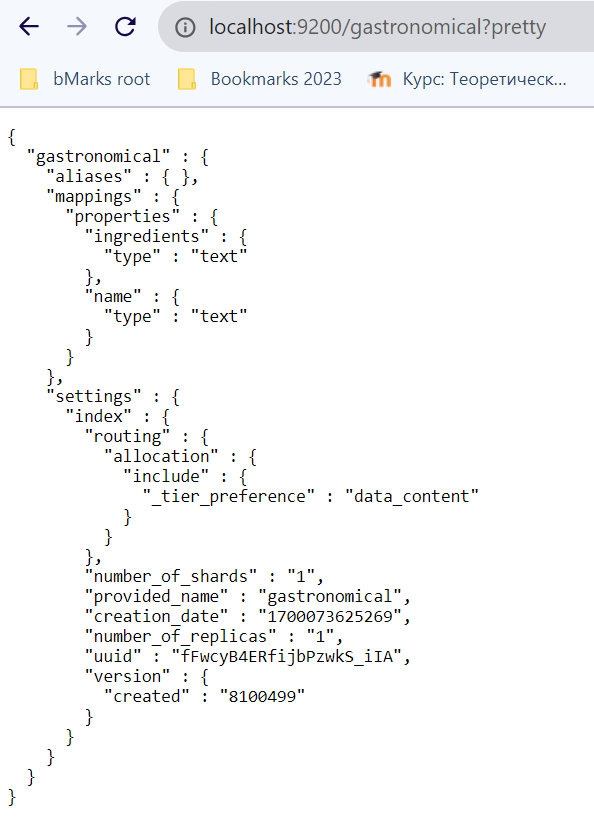 localhost:9200/gastronomical?pretty
bMarks root
Bookmarks 2023
Курс: Теоретическ...
{
  "gastronomical" : {
    "aliases" : { },
    "mappings" : {
      "properties" : {
        "ingredients" : {
          "type" : "text"
        },
        "name" : {
          "type" : "text"
        }
      }
    },
    "settings" : {
      "index" : {
        "routing" : {
          "allocation" : {
            "include" : {
              "_tier_preference" : "data_content"
            }
          }
        },
        "number_of_shards" : "1",
        "provided_name" : "gastronomical",
        "creation_date" : "1700073625269",
        "number_of_replicas" : "1",
        "uuid" : "fFwcyB4ERfijbPzwkS_iIA",
        "version" : {
          "created" : "8100499"
        }
      }
    }
  }
}